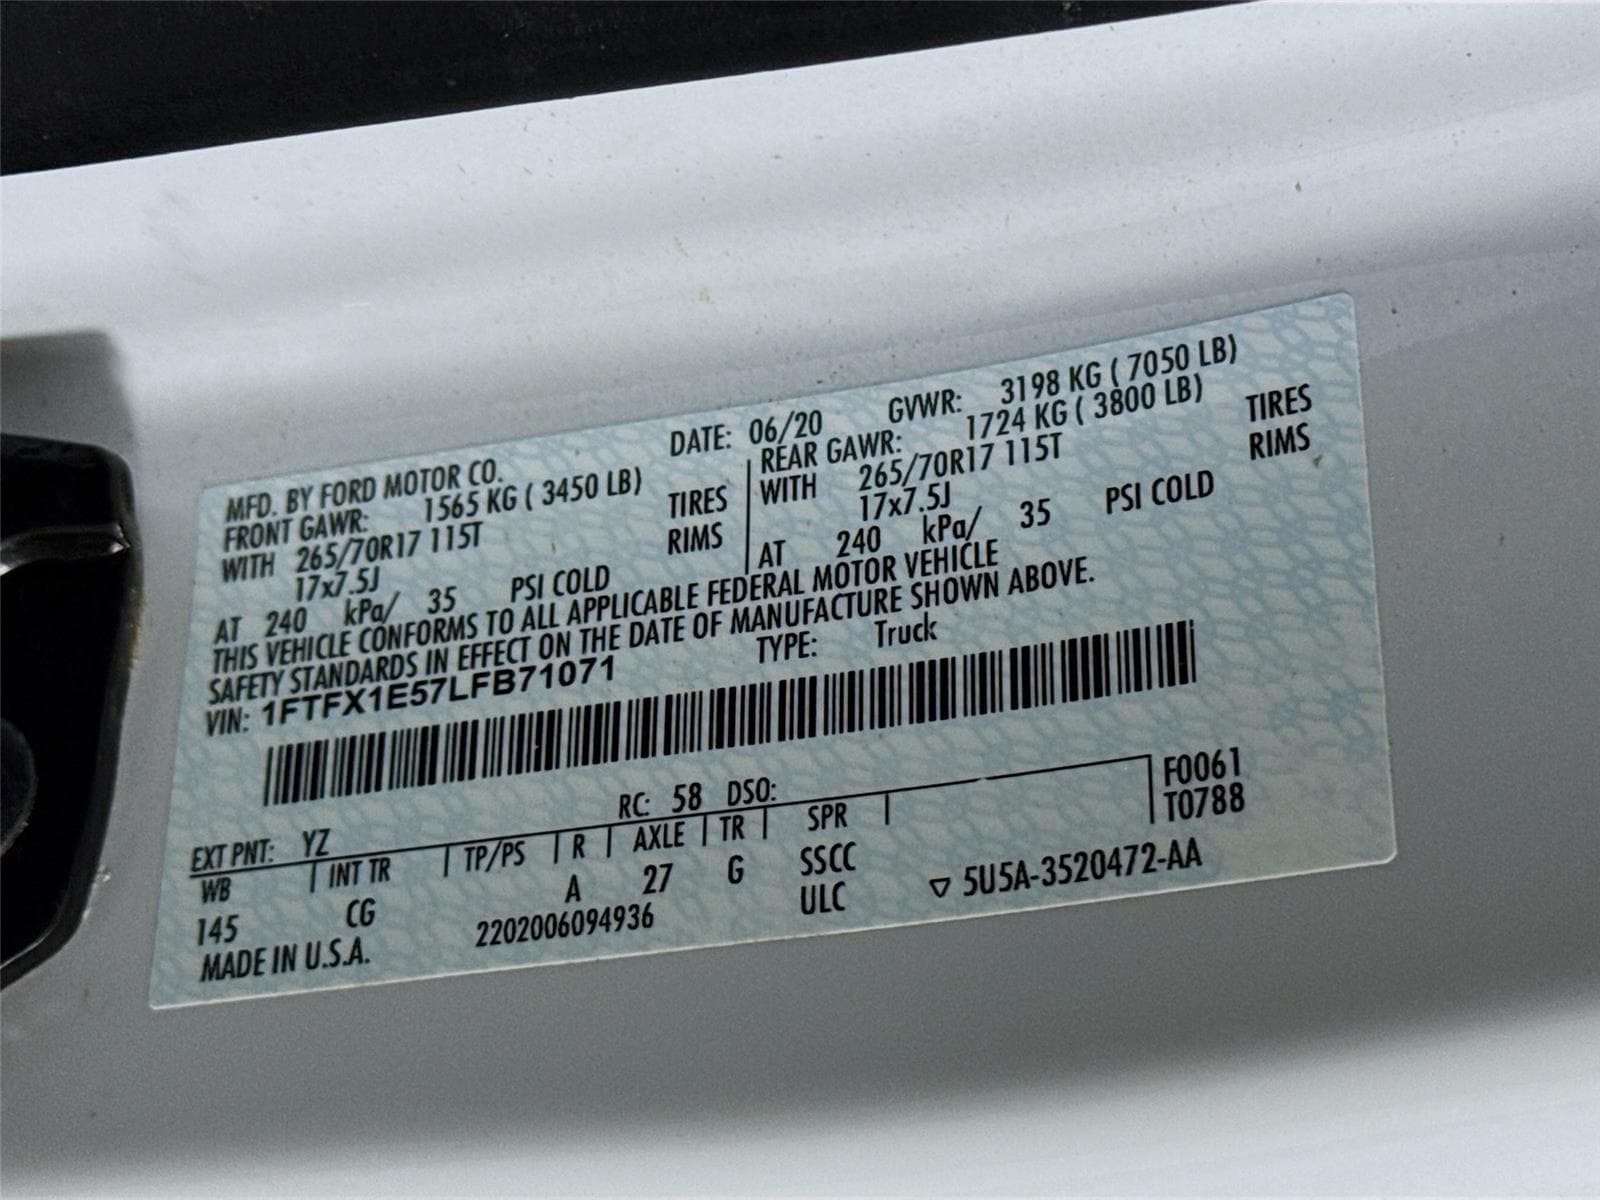 MFD. BY FORD MOTOR CO.
DATE: 06/20
GVWR: 3198 KG ( 7050 LB)
FRONT GAWR: 1565 KG ( 3450 LB)
REAR GAWR: 1724 KG ( 3800 LB)
WITH 265/70R17 115T TIRES
WITH 265/70R17 115T TIRES
17x7.5J RIMS
17x7.5J RIMS
AT 240 kPa/ 35 PSI COLD
AT 240 kPa/ 35 PSI COLD
THIS VEHICLE CONFORMS TO ALL APPLICABLE FEDERAL MOTOR VEHICLE
SAFETY STANDARDS IN EFFECT ON THE DATE OF MANUFACTURE SHOWN ABOVE.
VIN: 1FTFX1E57LFB71071
TYPE: Truck
EXT PNT: YZ
RC: 58 DSO:
F0061
T0788
WB INT TR TP/PS R AXLE TR SPR
145 CG A 27 G SSCC
ULC
MADE IN U.S.A.
2202006094936
▽ 5U5A-3520472-AA